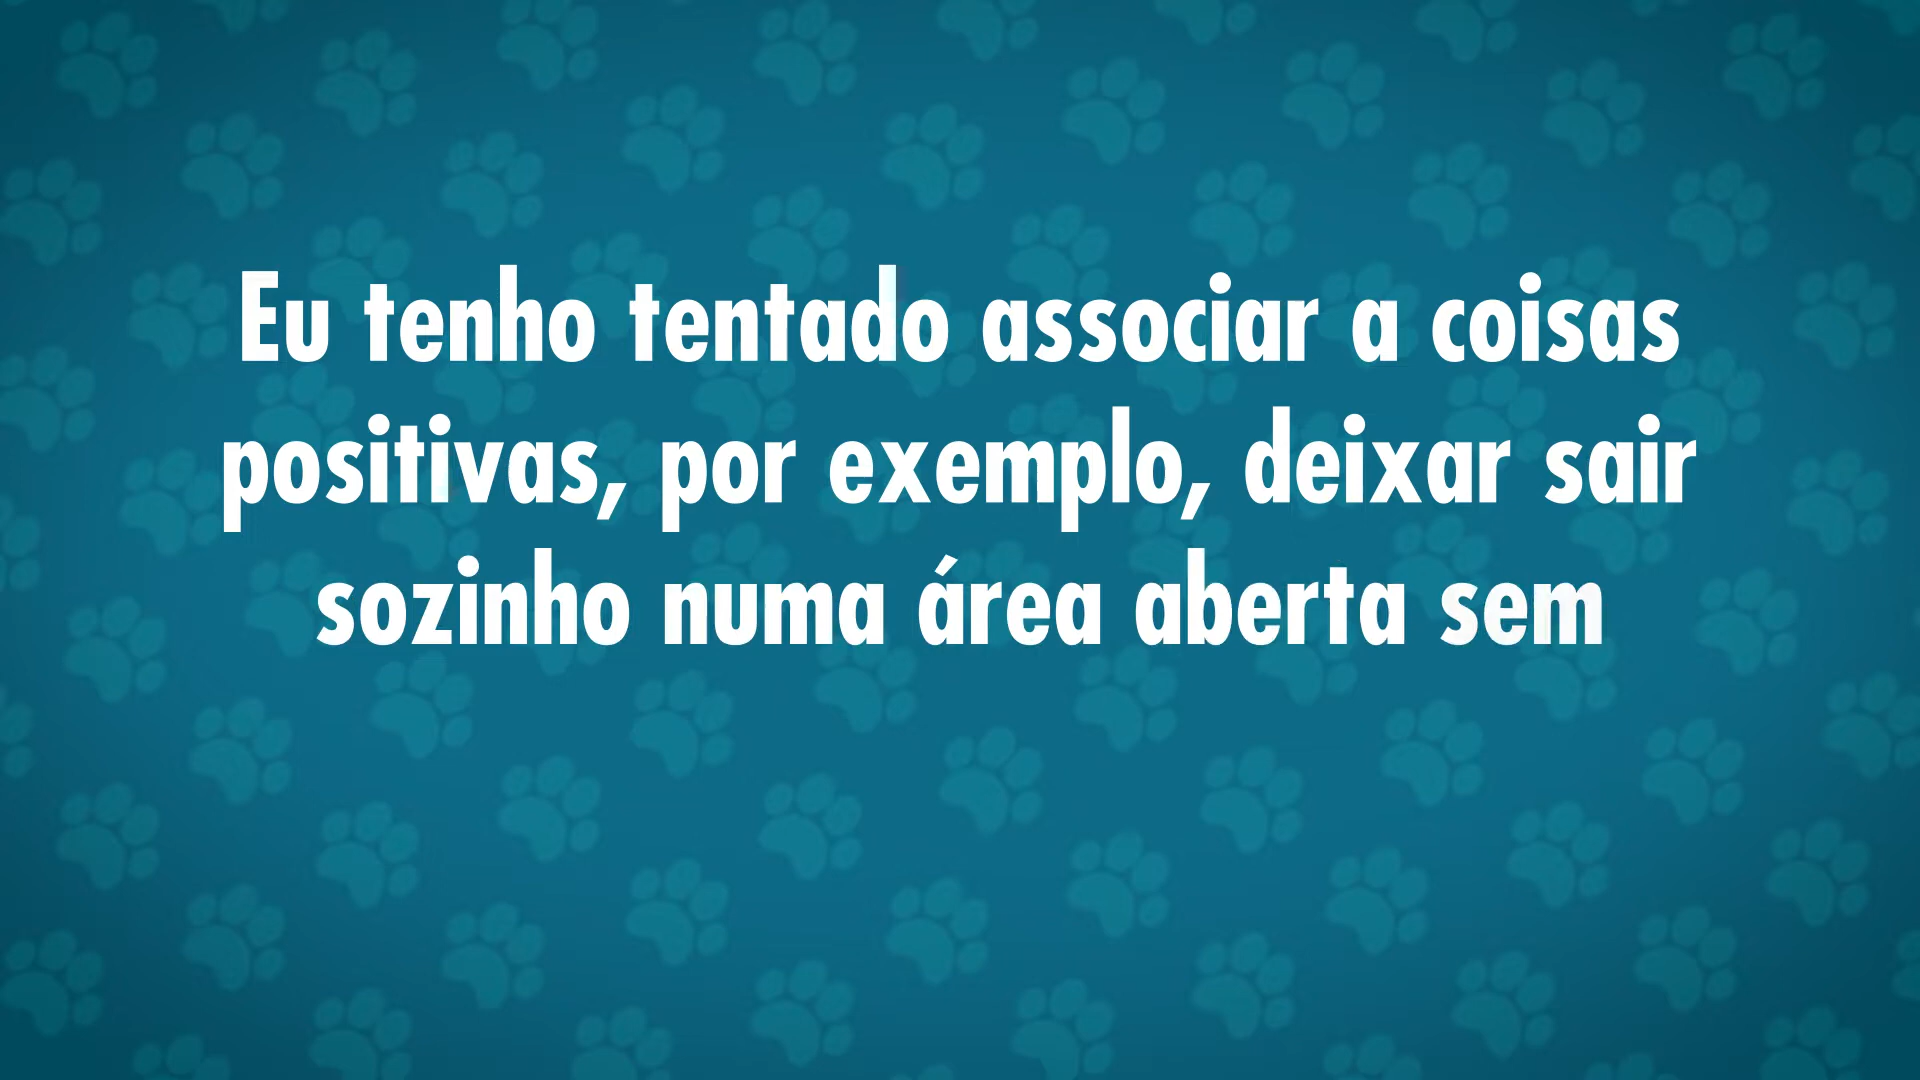 Eu tenho tentado associar a coisas
positivas, por exemplo, deixar sair
sozinho numa área aberta sem